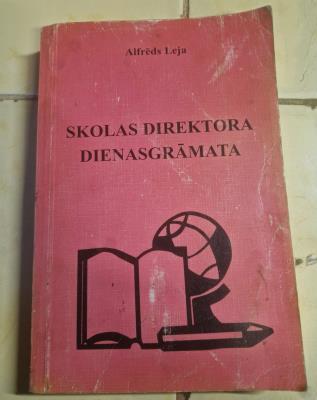 Alfrēds Leja
SKOLAS DIREKTORA
DIENASGRĀMATA